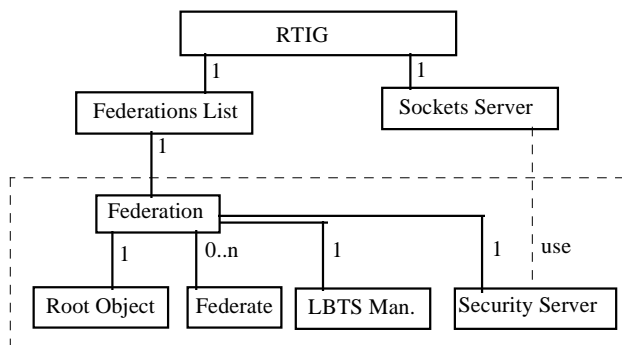 RTIG
1
1
Federations List
Sockets Server
1
Federation
1
0..n
1
1
use
Root Object
Federate
LBTS Man.
Security Server